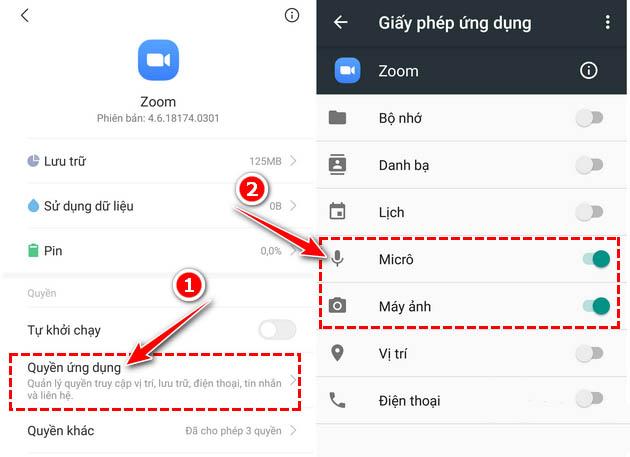 Zoom
Phiên bản: 4.6.18174.0301
Lưu trữ 125MB
Sử dụng dữ liệu 0B
Pin 0,0%
Quyền
Tự khởi chạy
Quyền ứng dụng
Quản lý quyền truy cập vị trí, lưu trữ, điện thoại, tin nhắn
và liên hệ.
Quyền khác Đã cho phép 3 quyền
1
2
Giấy phép ứng dụng
Zoom
Bộ nhớ
Danh bạ
Lịch
Micrô
Máy ảnh
Vị trí
Điện thoại